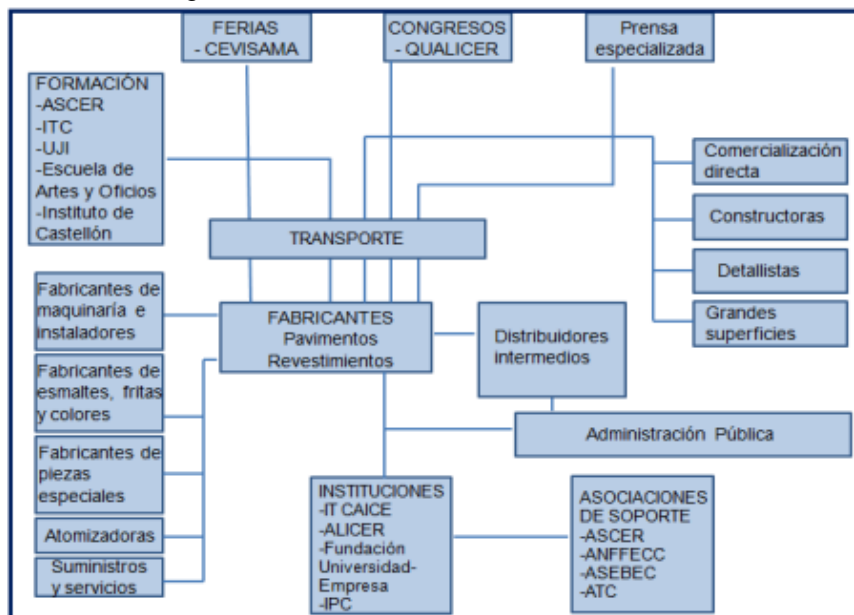 FERIAS
- CEVISAMA
CONGRESOS
- QUALICER
Prensa
especializada
FORMACIÓN
-ASCER
-ITC
-UJI
-Escuela de
Artes y Oficios
-Instituto de
Castellón
Comercialización
directa
Constructoras
Detallistas
Grandes
superficies
TRANSPORTE
Fabricantes de
maquinaría e
instaladores
Fabricantes de
esmaltes, fritas
y colores
Fabricantes de
piezas
especiales
Atomizadoras
Suministros
y servicios
FABRICANTES
Pavimentos
Revestimientos
Distribuidores
intermedios
Administración Pública
INSTITUCIONES
-IT CAICE
-ALICER
-Fundación
Universidad-
Empresa
-IPC
ASOCIACIONES
DE SOPORTE
-ASCER
-ANFFECC
-ASEBEC
-ATC